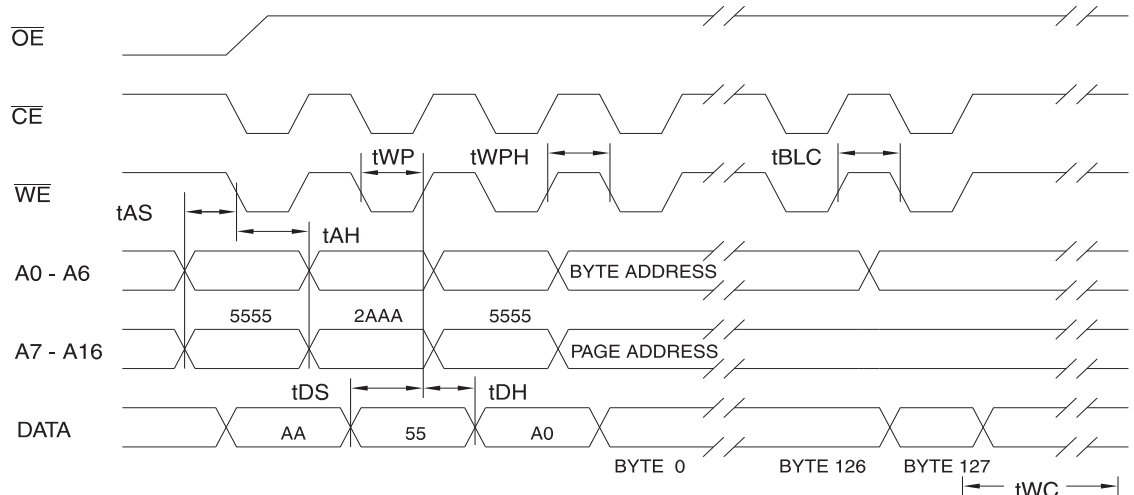 OE
CE
tWP tWPH tBLC
WE
tAS
tAH
A0 - A6 BYTE ADDRESS
5555 2AAA 5555
A7 - A16 PAGE ADDRESS
tDS tDH
DATA AA 55 A0
BYTE 0 BYTE 126 BYTE 127
tWC